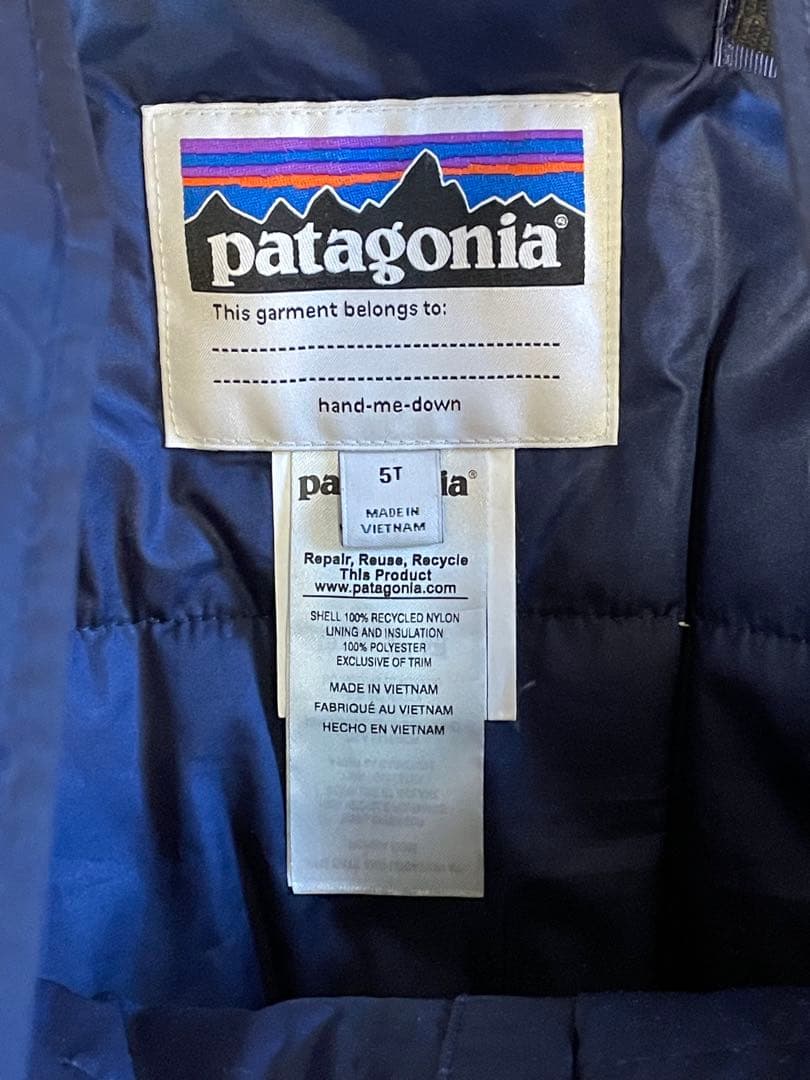 patagonia®
This garment belongs to:
hand-me-down
pa ia®
5T
MADE IN
VIETNAM
Repair, Reuse, Recycle
This Product
www.patagonia.com
SHELL 100% RECYCLED NYLON
LINING AND INSULATION
100% POLYESTER
EXCLUSIVE OF TRIM
MADE IN VIETNAM
FABRIQUÉ AU VIETNAM
HECHO EN VIETNAM